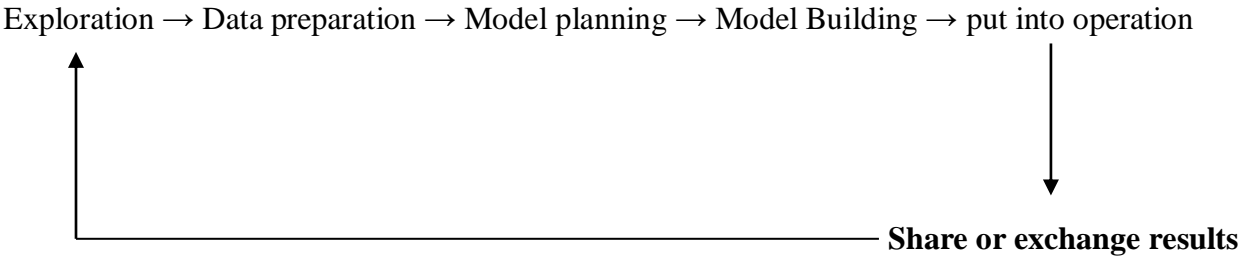 Exploration → Data preparation → Model planning → Model Building → put into operation
Share or exchange results